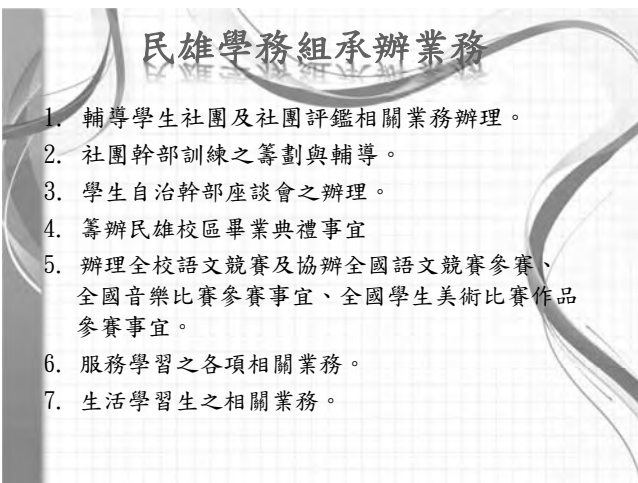 民雄學務組承辦業務
1. 輔導學生社團及社團評鑑相關業務辦理。
2. 社團幹部訓練之籌劃與輔導。
3. 學生自治幹部座談會之辦理。
4. 籌辦民雄校區畢業典禮事宜
5. 辦理全校語文競賽及協辦全國語文競賽參賽、
全國音樂比賽參賽事宜、全國學生美術比賽作品
參賽事宜。
6. 服務學習之各項相關業務。
7. 生活學習生之相關業務。